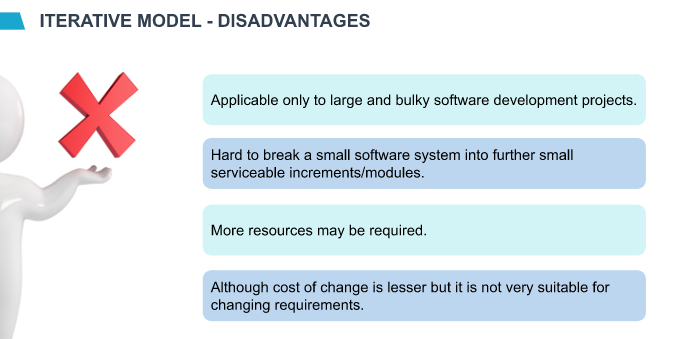 ITERATIVE MODEL - DISADVANTAGES
Applicable only to large and bulky software development projects.
Hard to break a small software system into further small
serviceable increments/modules.
More resources may be required.
Although cost of change is lesser but it is not very suitable for
changing requirements.